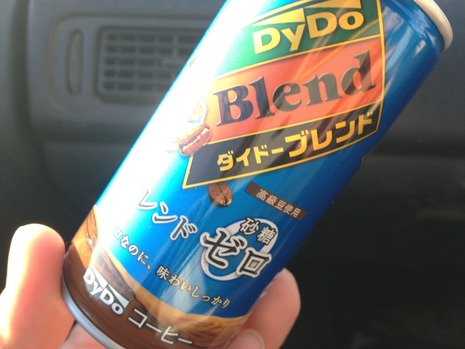 DyDo
Blend
ダイドーブレンド
高級豆使用
レンド
砂糖
ゼロ
なのに、味わいしっかり
DyDo コーヒー